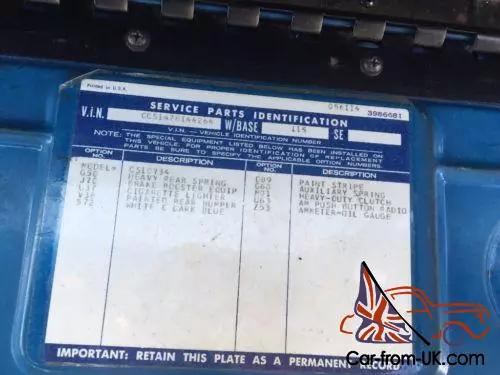 Printed in U.S.A.
SERVICE PARTS IDENTIFICATION
3986681
V.I.N.
W/BASE 115 SE
V.I.N. — VEHICLE IDENTIFICATION NUMBER
NOTE: THE SPECIAL EQUIPMENT LISTED BELOW HAS BEEN INSTALLED ON
THIS VEHICLE. FOR PROPER IDENTIFICATION OF REPLACEMENT
PARTS BE SURE TO SPECIFY THE APPLICABLE OPTION NUMBERS.
OPTION NO. DESCRIPTION OPTION NO. DESCRIPTION
MODEL# CS10734
HEAVY REAR SPRING
BRAKE BOOSTER EQUIP
CIGARETTE LIGHTER
PAINTED REAR BUMPER
WHITE & DARK BLUE
PAINT STRIPE
G60 AUXILIARY SPRING
HEAVY-DUTY CLUTCH
U63 AM PUSH BUTTON RADIO
Z53 AMMETER-OIL GAUGE
IMPORTANT: RETAIN THIS PLATE AS A PERMANENT RECORD
Car-from-UK.com